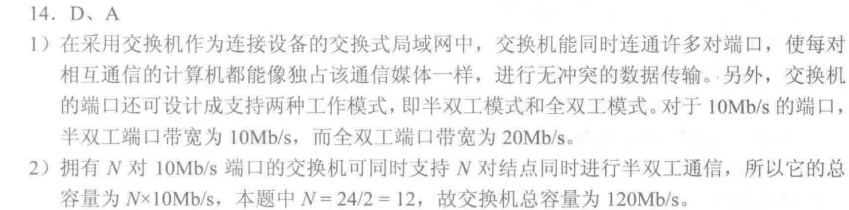 14．D、A
1）在采用交换机作为连接设备的交换式局域网中，交换机能同时连通许多对端口，使每对
相互通信的计算机都能像独占该通信媒体一样，进行无冲突的数据传输。另外，交换机
的端口还可设计成支持两种工作模式，即半双工模式和全双工模式。对于 10Mb/s 的端口，
半双工端口带宽为 10Mb/s，而全双工端口带宽为 20Mb/s。
2）拥有 N 对 10Mb/s 端口的交换机可同时支持 N 对结点同时进行半双工通信，所以它的总
容量为 N×10Mb/s，本题中 N = 24/2 = 12，故交换机总容量为 120Mb/s。